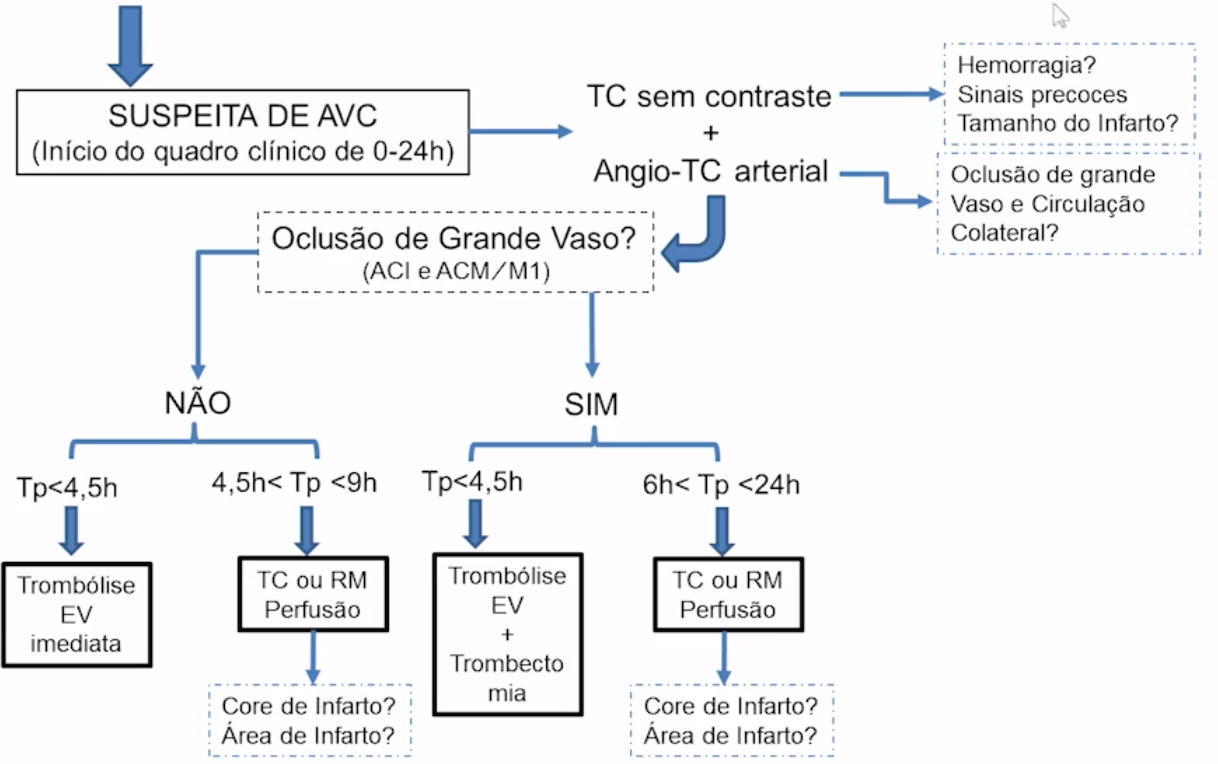 SUSPEITA DE AVC
(Início do quadro clínico de 0-24h)
TC sem contraste
+
Angio-TC arterial
Hemorragia?
Sinais precoces
Tamanho do Infarto?
Oclusão de grande
Vaso e Circulação
Colateral?
Oclusão de Grande Vaso?
(ACI e ACM/M1)
NÃO
SIM
Tp<4,5h
4,5h< Tp <9h
Tp<4,5h
6h< Tp <24h
Trombólise
EV
imediata
TC ou RM
Perfusão
Trombólise
EV
+
Trombecto
mia
TC ou RM
Perfusão
Core de Infarto?
Área de Infarto?
Core de Infarto?
Área de Infarto?